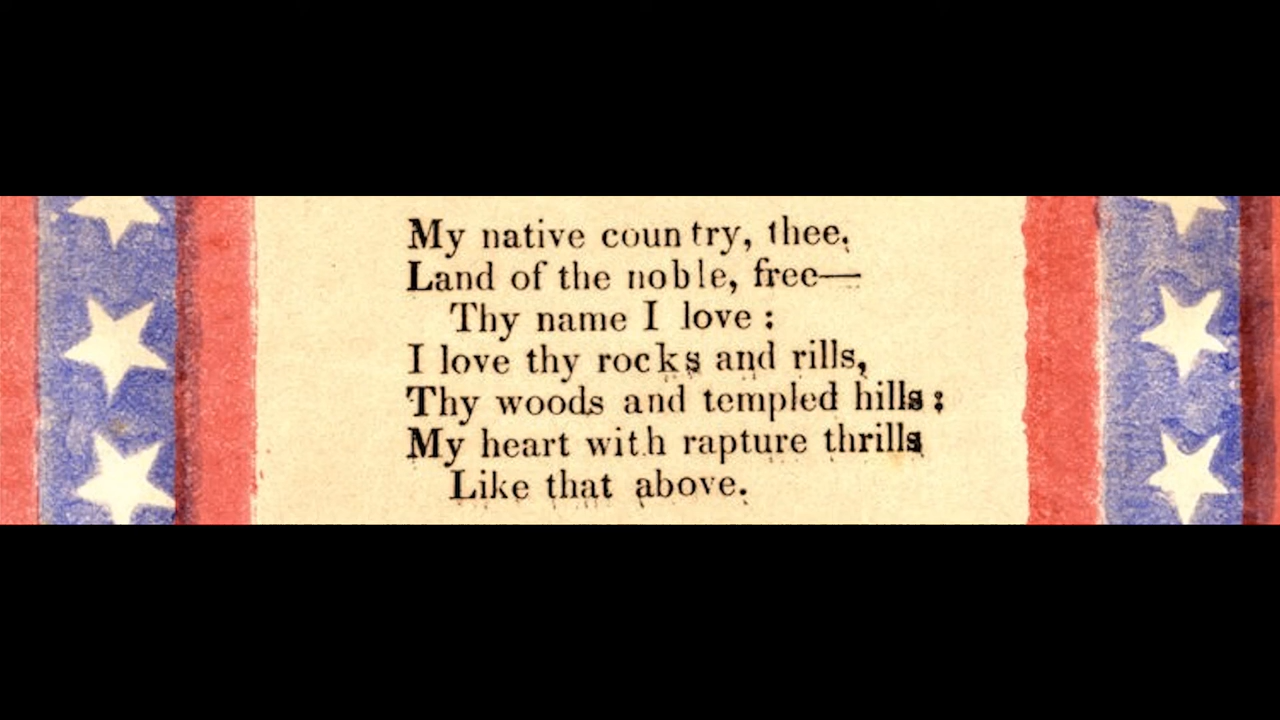 My native country, thee,
Land of the noble, free—
Thy name I love :
I love thy rocks and rills,
Thy woods and templed hills ;
My heart with rapture thrills
Like that above.